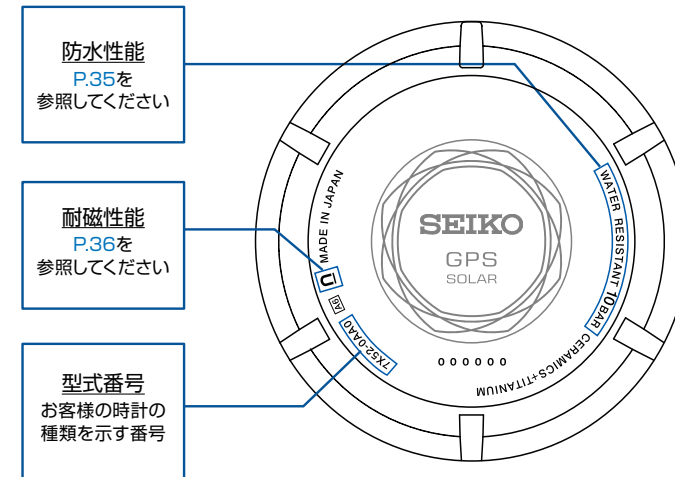 防水性能
P.35を
参照してください
耐磁性能
P.36を
参照してください
型式番号
お客様の時計の
種類を示す番号
SEIKO
GPS
SOLAR
MADE IN JAPAN
WATER RESISTANT 10BAR
CERAMICS+TITANIUM
000000
7X52-0AA0
A6
U